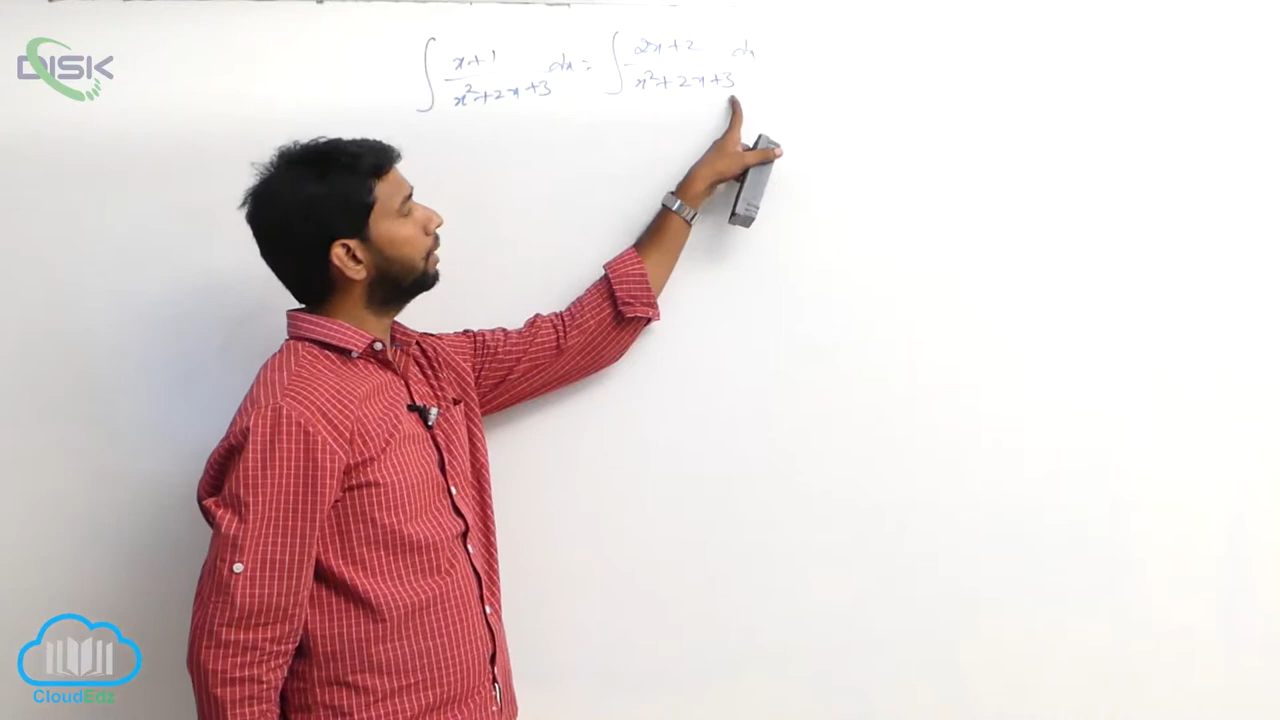 DISK
∫ x+1 / x²+2x+3 dx = ∫ 2x+2 / x²+2x+3 dx
CloudEdz